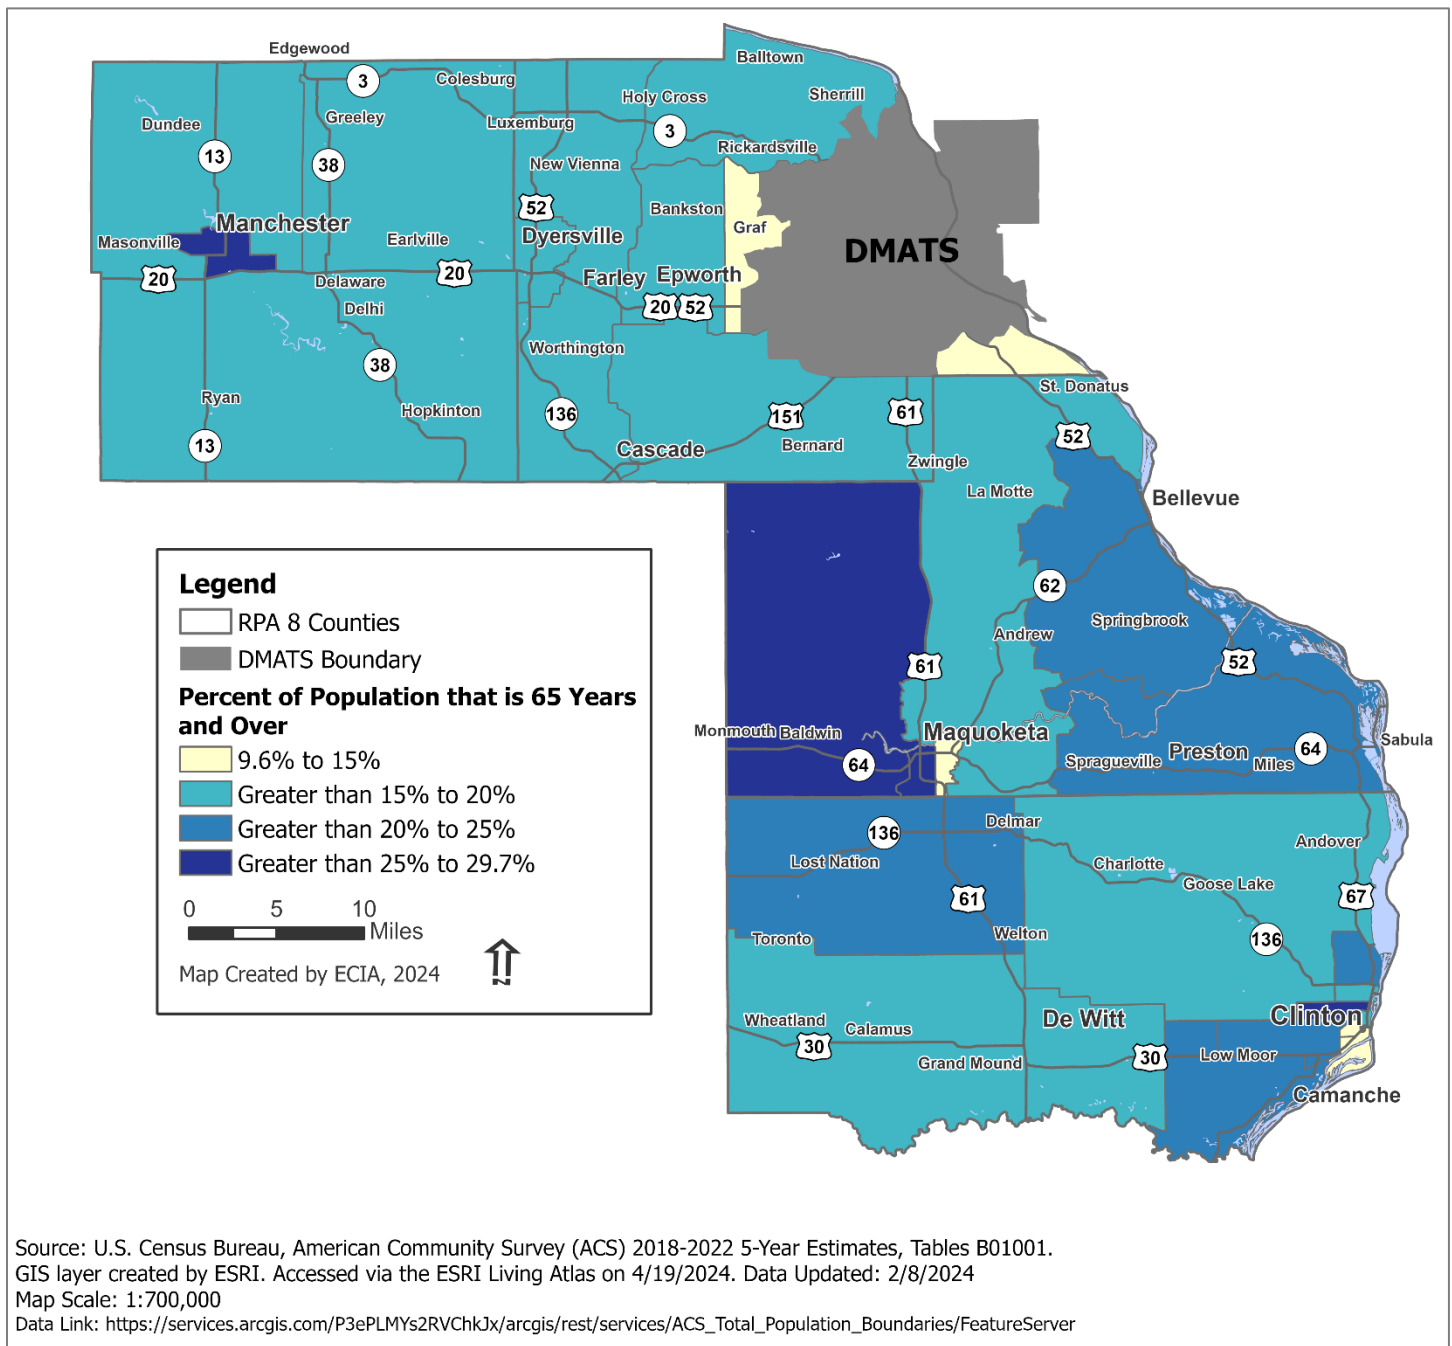 Edgewood
Balltown
3
Colesburg
Sherrill
Holy Cross
Dundee
Greeley
Luxemburg
3
Rickardsville
13
38
New Vienna
52
Bankston
Manchester
Graf
Masonville
Earlville
Dyersville
DMATS
20
Delaware
20
Farley
Epworth
Delhi
20
52
Worthington
38
St. Donatus
Ryan
Hopkinton
136
151
61
13
Cascade
Bernard
52
Zwingle
La Motte
Bellevue
62
Springbrook
Andrew
61
52
Monmouth
Baldwin
Maquoketa
Preston
64
Sabula
64
Spragueville
Miles
136
Delmar
Lost Nation
Charlotte
Andover
Goose Lake
61
67
Toronto
Welton
136
Wheatland
Calamus
De Witt
Clinton
30
Grand Mound
30
Low Moor
Camanche
Legend
RPA 8 Counties
DMATS Boundary
Percent of Population that is 65 Years
and Over
9.6% to 15%
Greater than 15% to 20%
Greater than 20% to 25%
Greater than 25% to 29.7%
0 5 10
Miles
Map Created by ECIA, 2024
N
Source: U.S. Census Bureau, American Community Survey (ACS) 2018-2022 5-Year Estimates, Tables B01001.
GIS layer created by ESRI. Accessed via the ESRI Living Atlas on 4/19/2024. Data Updated: 2/8/2024
Map Scale: 1:700,000
Data Link: https://services.arcgis.com/P3ePLMYs2RVChkJx/arcgis/rest/services/ACS_Total_Population_Boundaries/FeatureServer